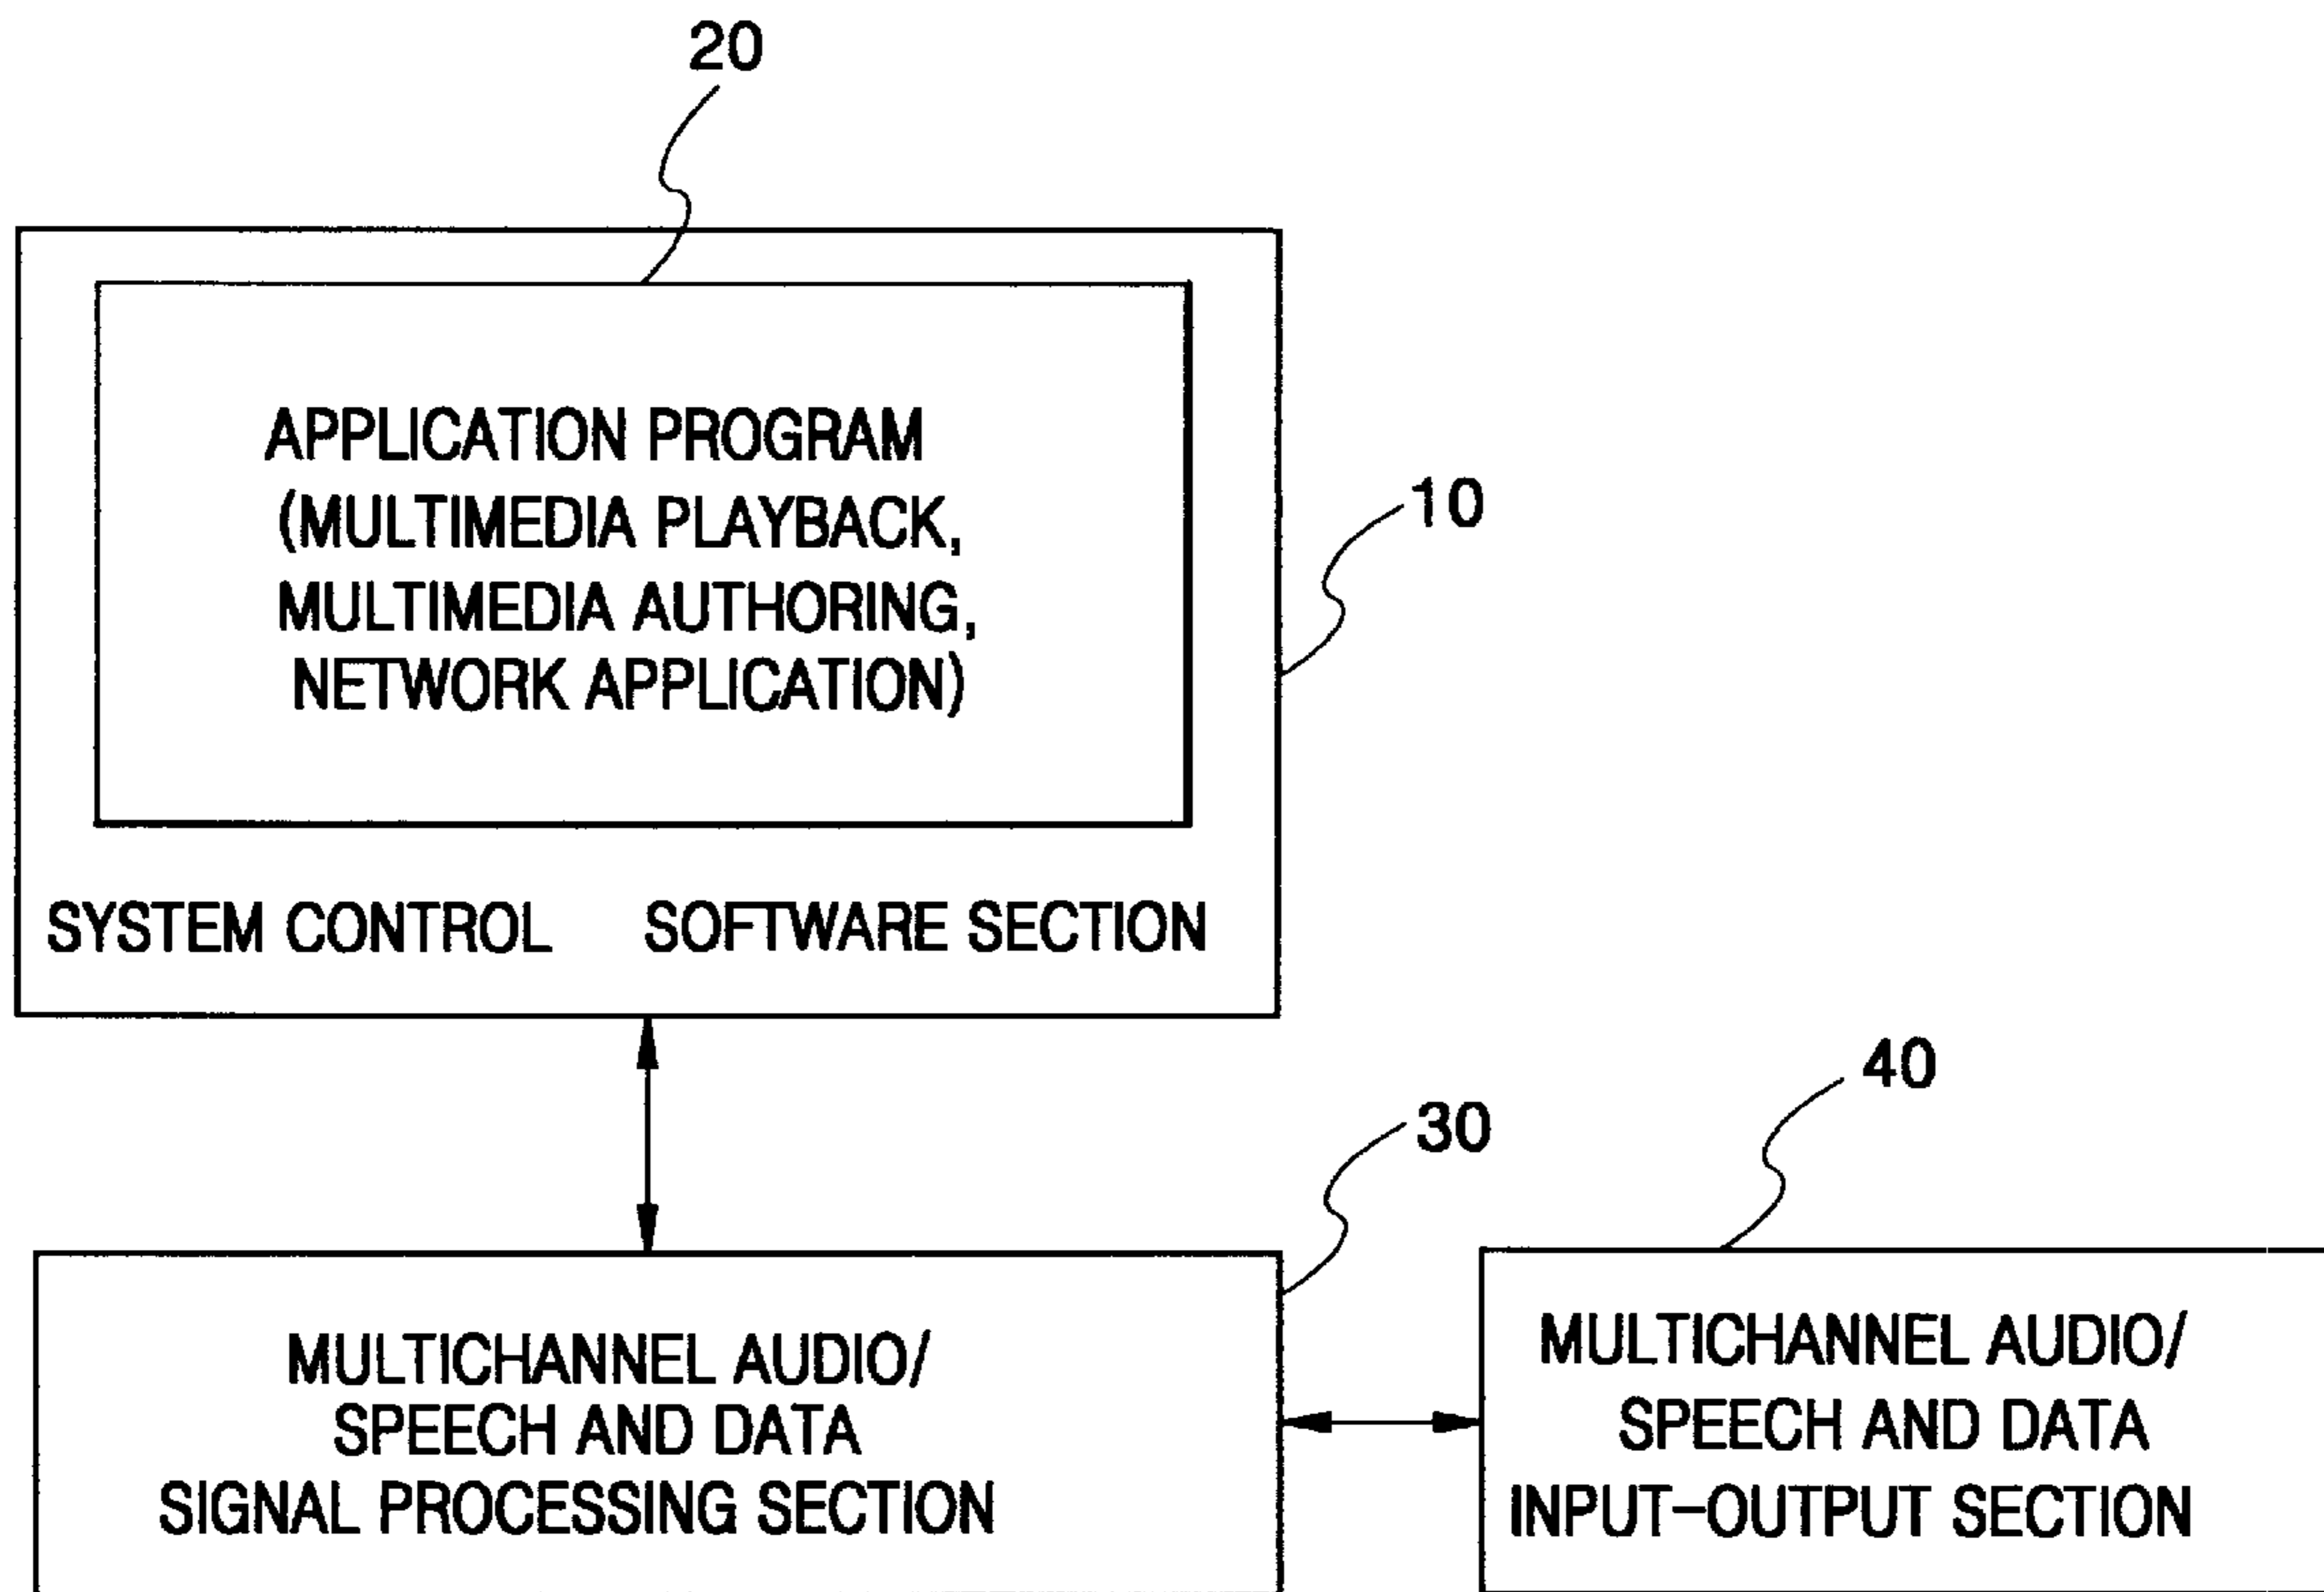 20
APPLICATION PROGRAM
(MULTIMEDIA PLAYBACK,
MULTIMEDIA AUTHORING,
NETWORK APPLICATION)
10
SYSTEM CONTROL SOFTWARE SECTION
40
30
MULTICHANNEL AUDIO/
SPEECH AND DATA
SIGNAL PROCESSING SECTION
MULTICHANNEL AUDIO/
SPEECH AND DATA
INPUT-OUTPUT SECTION